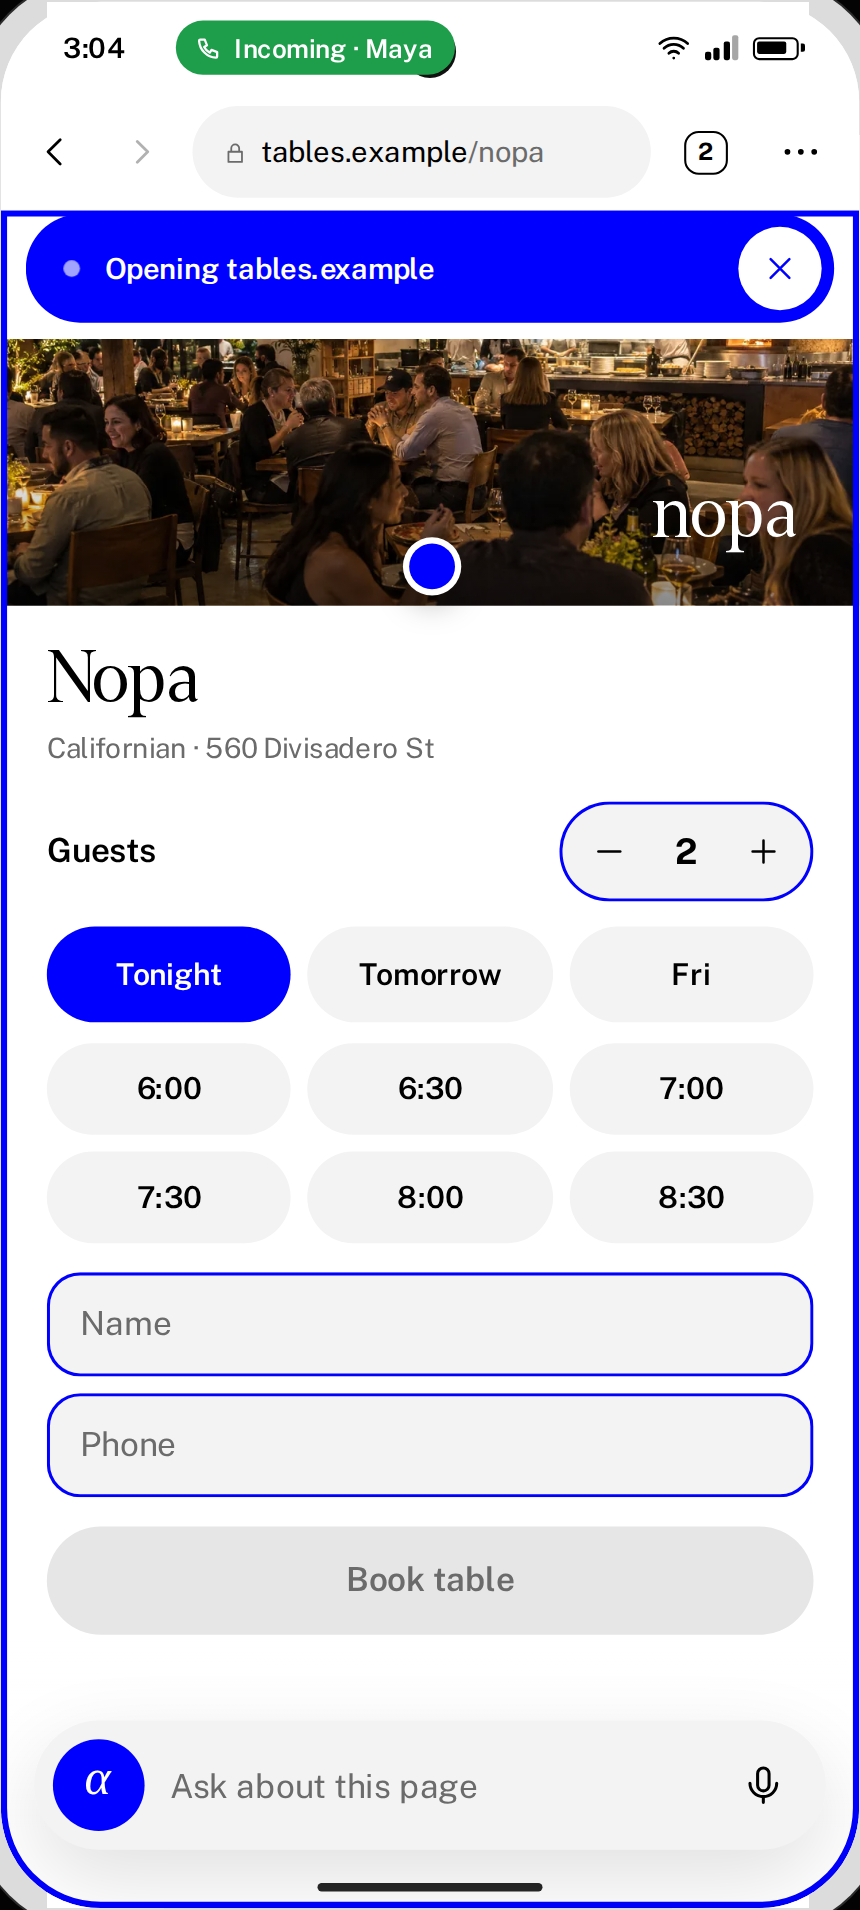 3:04
Incoming · Maya
tables.example/nopa
2
Opening tables.example
nopa
Nopa
Californian · 560 Divisadero St
Guests
− 2 +
Tonight Tomorrow Fri
6:00 6:30 7:00
7:30 8:00 8:30
Name
Phone
Book table
α Ask about this page